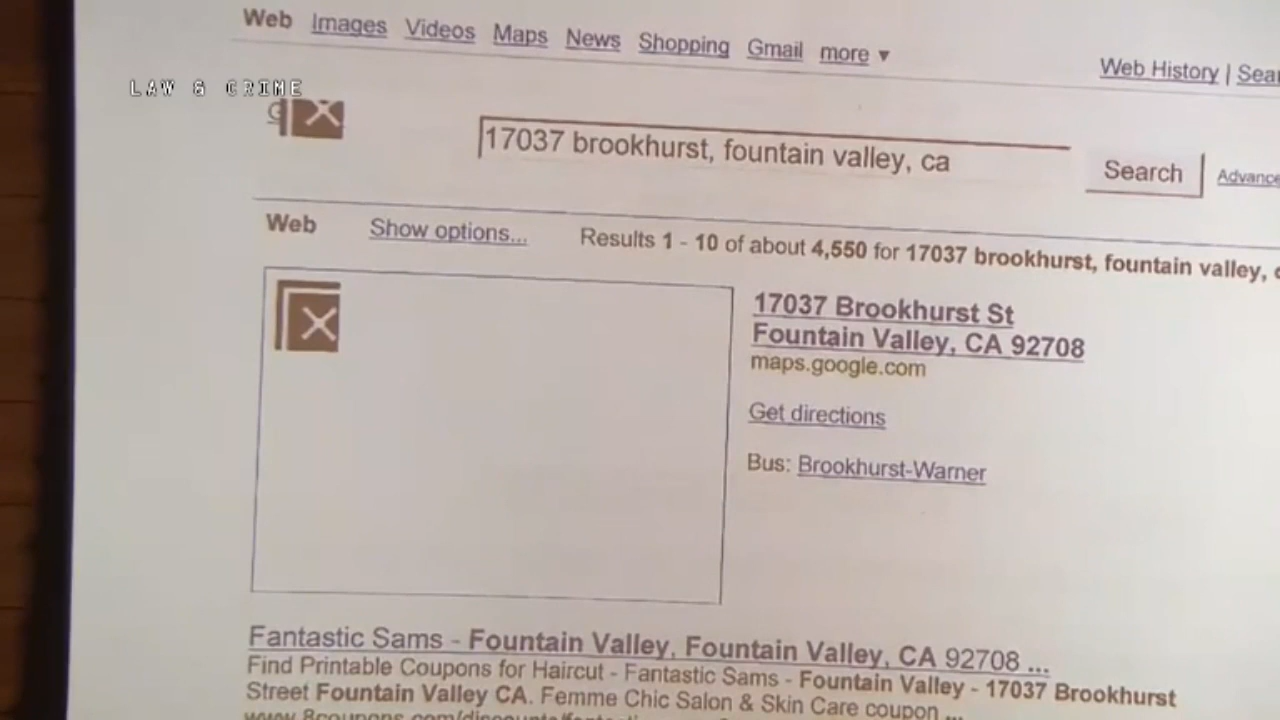 Web Images Videos Maps News Shopping Gmail more ▼
Web History |
LAW & CRIME
17037 brookhurst, fountain valley, ca
Search
Web Show options... Results 1 - 10 of about 4,550 for 17037 brookhurst, fountain valley,
17037 Brookhurst St
Fountain Valley, CA 92708
maps.google.com
Get directions
Bus: Brookhurst-Warner
Fantastic Sams - Fountain Valley, Fountain Valley, CA 92708 ...
Find Printable Coupons for Haircut - Fantastic Sams - Fountain Valley - 17037 Brookhurst
Street Fountain Valley CA. Femme Chic Salon & Skin Care coupon ...